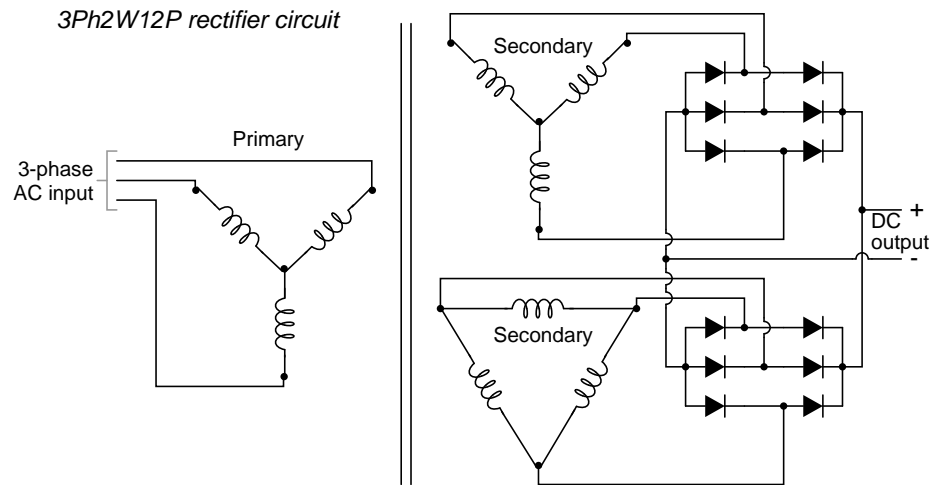 3Ph2W12P rectifier circuit
Secondary
Primary
3-phase
AC input
+
DC
output
-
Secondary